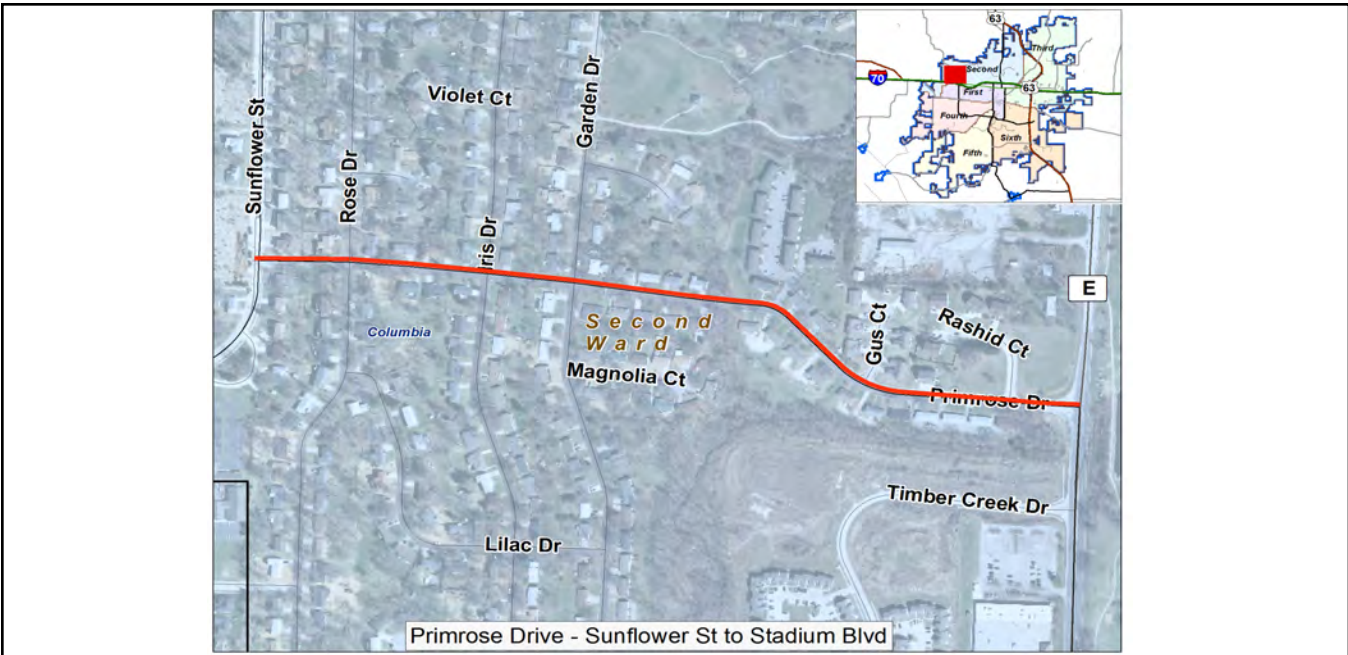 63
Third
Second
70
63
First
Fourth
Sixth
Fifth
Sunflower St
Violet Ct
Garden Dr
Rose Dr
Iris Dr
E
Columbia
Second
Ward
Gus Ct
Rashid Ct
Magnolia Ct
Primrose Dr
Timber Creek Dr
Lilac Dr
Primrose Drive - Sunflower St to Stadium Blvd